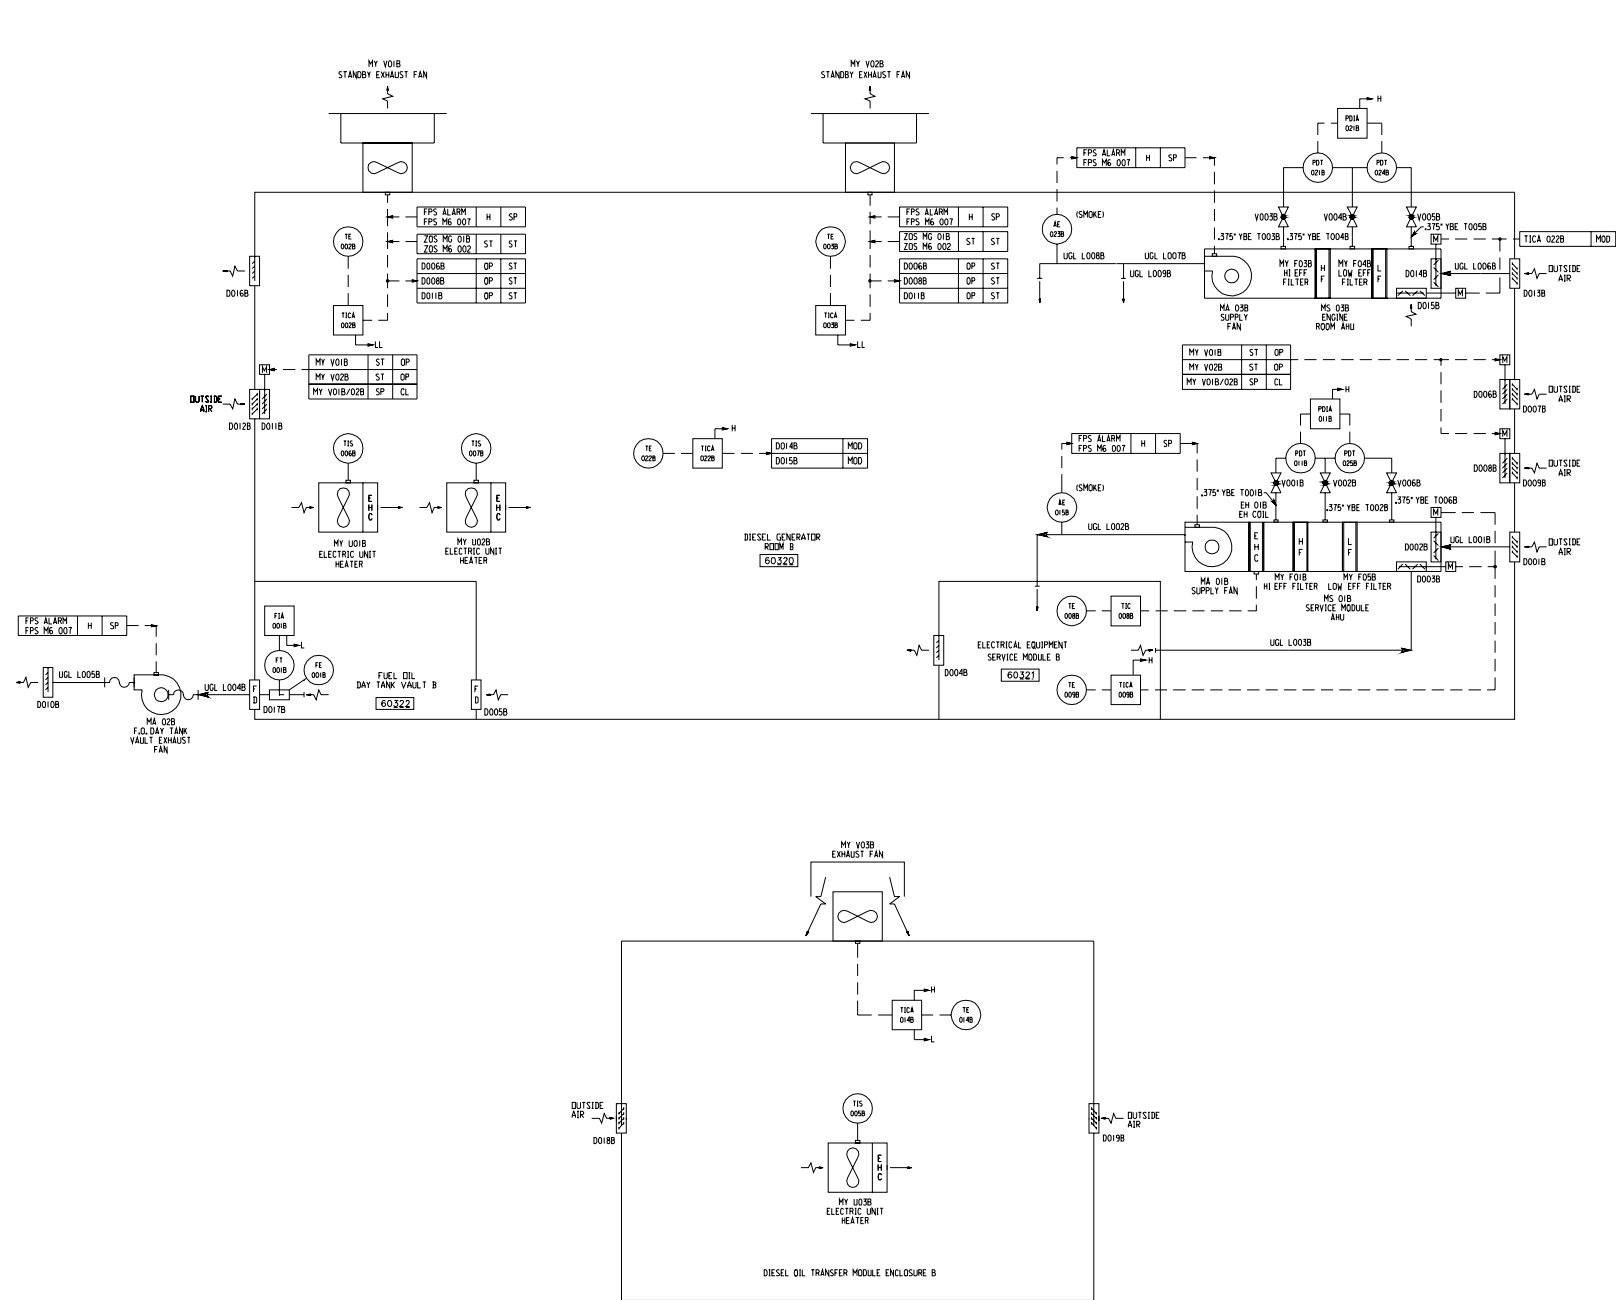 MY V01B
STANDBY EXHAUST FAN
MY V02B
STANDBY EXHAUST FAN
H
PDIA
021B
PDT
021B
PDT
024B
FPS ALARM
FPS M6 007
H
SP
V003B
V004B
V005B
.375" YBE T003B
.375" YBE T004B
.375" YBE T005B
FPS ALARM
FPS M6 007
H
SP
ZOS MG 01B
ZOS M6 002
ST
ST
D006B
OP
ST
D008B
OP
ST
D011B
OP
ST
TE
002B
TICA
002B
LL
FPS ALARM
FPS M6 007
H
SP
ZOS MG 01B
ZOS M6 002
ST
ST
D006B
OP
ST
D008B
OP
ST
D011B
OP
ST
TE
003B
TICA
003B
LL
AE
023B
(SMOKE)
UGL L008B
UGL L007B
UGL L009B
MY F03B
HI EFF
FILTER
H
F
MY F04B
LOW EFF
FILTER
L
F
D014B
M
M
D015B
UGL L006B
TICA 022B
MOD
OUTSIDE
AIR
D013B
MA 03B
SUPPLY
FAN
MS 03B
ENGINE
ROOM AHU
D016B
M
MY V01B
ST
OP
MY V02B
ST
OP
MY V01B/02B
SP
CL
OUTSIDE
AIR
D012B
D011B
MY V01B
ST
OP
MY V02B
ST
OP
MY V01B/02B
SP
CL
M
D006B
OUTSIDE
AIR
D007B
M
D008B
OUTSIDE
AIR
D009B
TIS
006B
E
H
C
MY U01B
ELECTRIC UNIT
HEATER
TIS
007B
E
H
C
MY U02B
ELECTRIC UNIT
HEATER
TE
022B
TICA
022B
H
D014B
MOD
D015B
MOD
H
PDIA
011B
PDT
011B
PDT
025B
FPS ALARM
FPS M6 007
H
SP
V001B
V002B
V006B
.375" YBE T001B
.375" YBE T002B
.375" YBE T006B
EH 01B
EH COIL
(SMOKE)
AE
015B
UGL L002B
E
H
C
H
F
L
F
M
D002B
M
D003B
UGL L001B
OUTSIDE
AIR
D001B
MA 01B
SUPPLY FAN
MY F01B
HI EFF FILTER
MY F05B
LOW EFF FILTER
MS 01B
SERVICE MODULE
AHU
DIESEL GENERATOR
ROOM B
60320
TE
008B
TIC
008B
ELECTRICAL EQUIPMENT
SERVICE MODULE B
60321
UGL L003B
D004B
TE
009B
TICA
009B
H
FPS ALARM
FPS M6 007
H
SP
FIA
001B
L
FT
001B
FE
001B
FUEL OIL
DAY TANK VAULT B
60322
UGL L005B
D010B
UGL L004B
F
D
D017B
F
D
D005B
MA 02B
F.O. DAY TANK
VAULT EXHAUST
FAN
MY V03B
EXHAUST FAN
TICA
014B
H
L
TE
014B
OUTSIDE
AIR
D018B
OUTSIDE
AIR
D019B
TIS
005B
E
H
C
MY U03B
ELECTRIC UNIT
HEATER
DIESEL OIL TRANSFER MODULE ENCLOSURE B